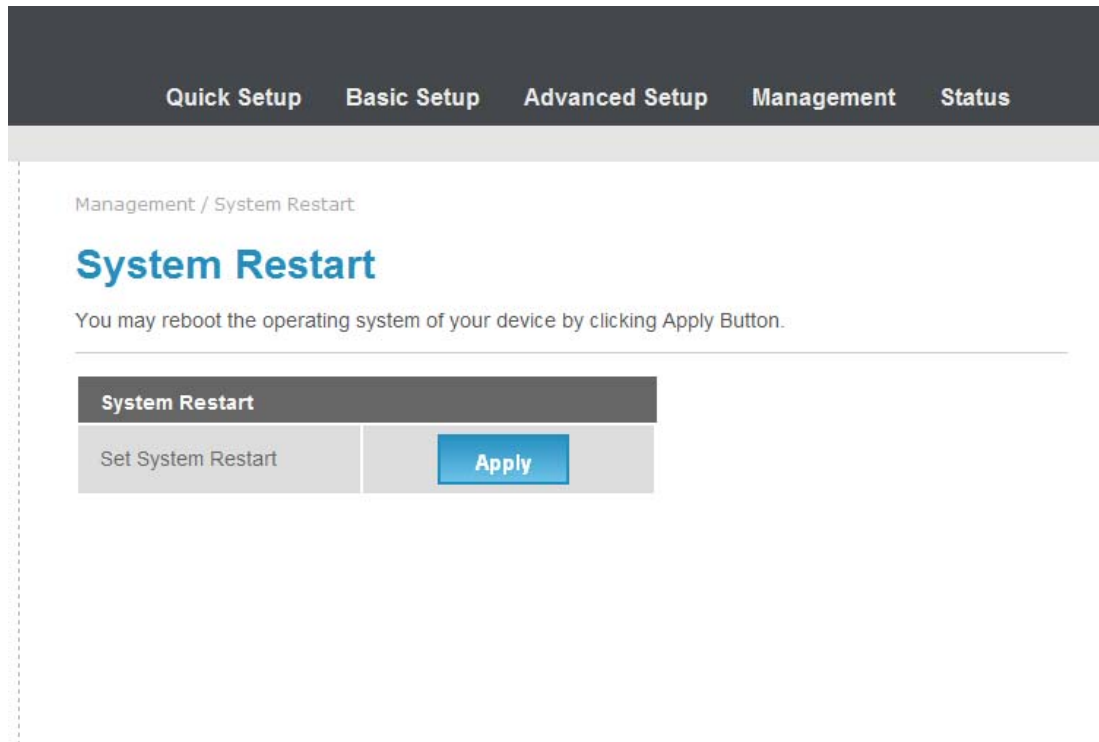 Quick Setup Basic Setup Advanced Setup Management Status
Management / System Restart
System Restart
You may reboot the operating system of your device by clicking Apply Button.
System Restart
Set System Restart Apply